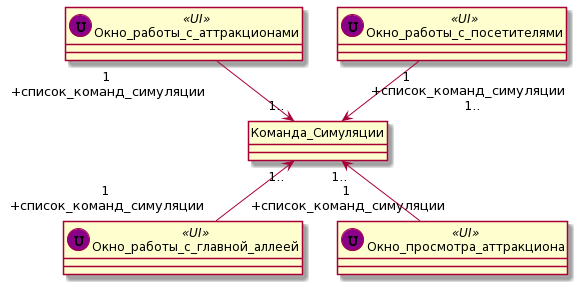 U «UI»
Окно_работы_с_аттракционами
U «UI»
Окно_работы_с_посетителями
1
+список_команд_симуляции
1
+список_команд_симуляции
1..
1..
Команда_Симуляции
1..
1..
1
+список_команд_симуляции
1
+список_команд_симуляции
U «UI»
Окно_работы_с_главной_аллеей
U «UI»
Окно_просмотра_аттракциона